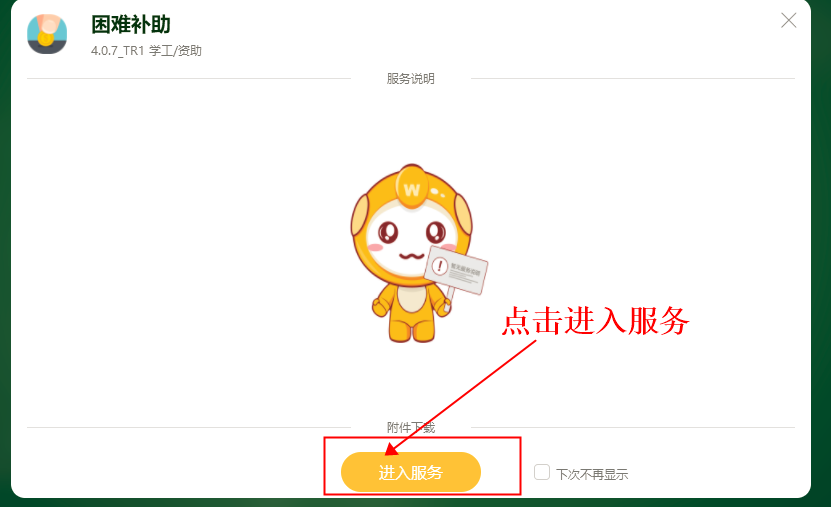 困难补助
4.0.7_TR1 学工/资助
服务说明
W
点击进入服务
附件下载
进入服务
下次不再显示